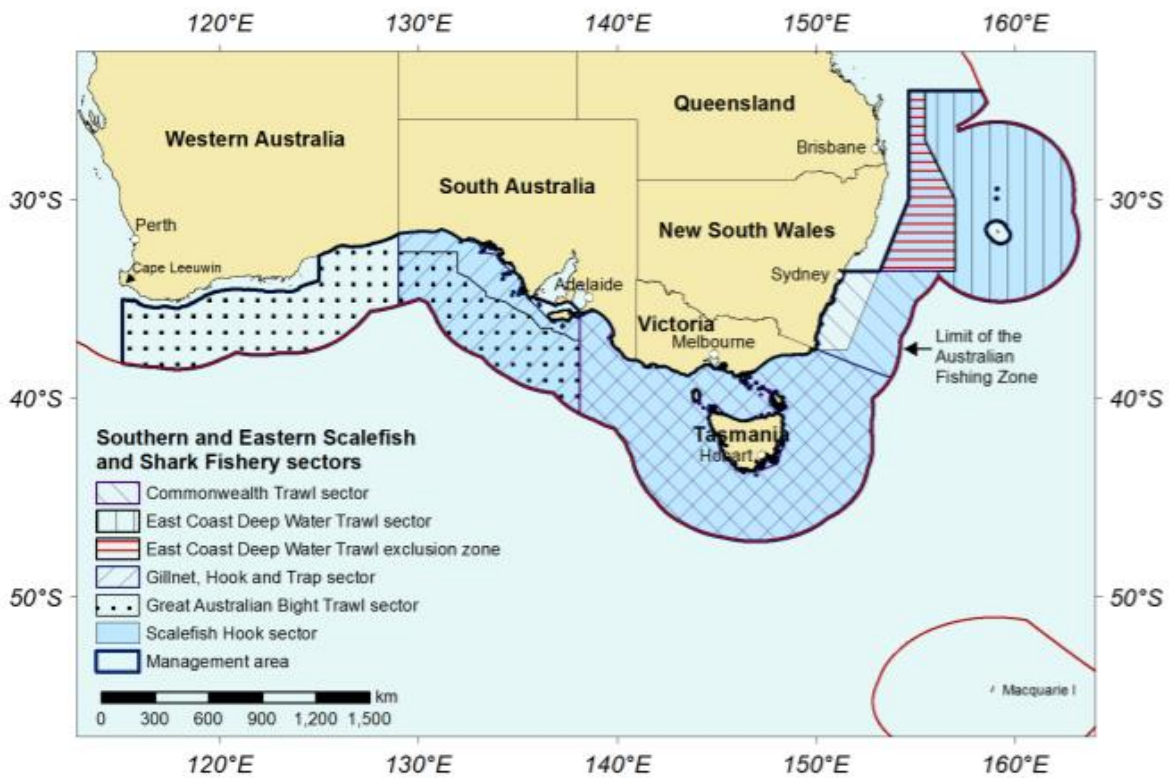 120°E 130°E 140°E 150°E 160°E
Queensland
Western Australia
Brisbane
South Australia
30°S 30°S
New South Wales
Perth
Cape Leeuwin
Sydney
Adelaide
Victoria
Melbourne
Limit of the
Australian
Fishing Zone
40°S 40°S
Tasmania
Hobart
Southern and Eastern Scalefish
and Shark Fishery sectors
Commonwealth Trawl sector
East Coast Deep Water Trawl sector
East Coast Deep Water Trawl exclusion zone
Gillnet, Hook and Trap sector
Great Australian Bight Trawl sector
Scalefish Hook sector
Management area
50°S 50°S
Macquarie I
km
0 300 600 900 1,200 1,500
120°E 130°E 140°E 150°E 160°E